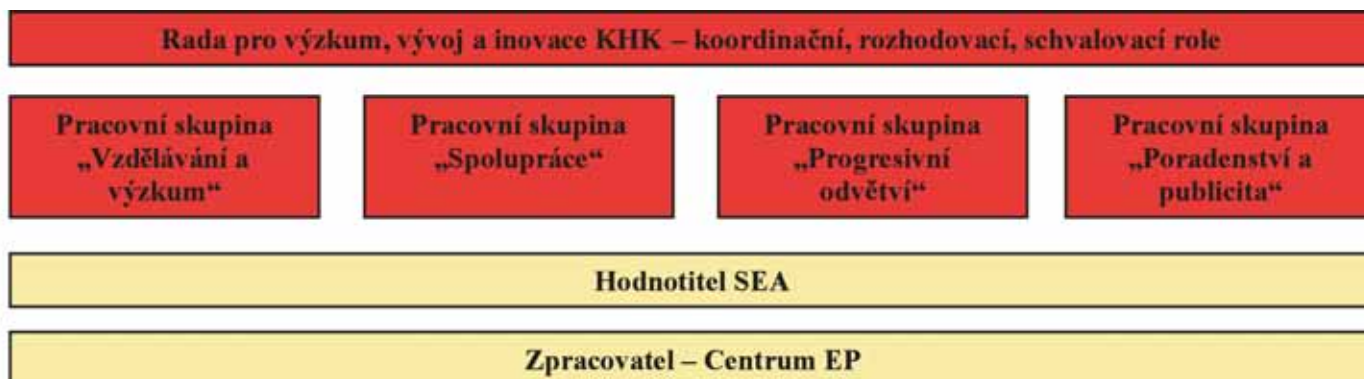 Rada pro výzkum, vývoj a inovace KHK – koordinační, rozhodovací, schvalovací role
Pracovní skupina
„Vzdělávání a
výzkum“
Pracovní skupina
„Spolupráce“
Pracovní skupina
„Progresivní
odvětví“
Pracovní skupina
„Poradenství a
publicita“
Hodnotitel SEA
Zpracovatel – Centrum EP